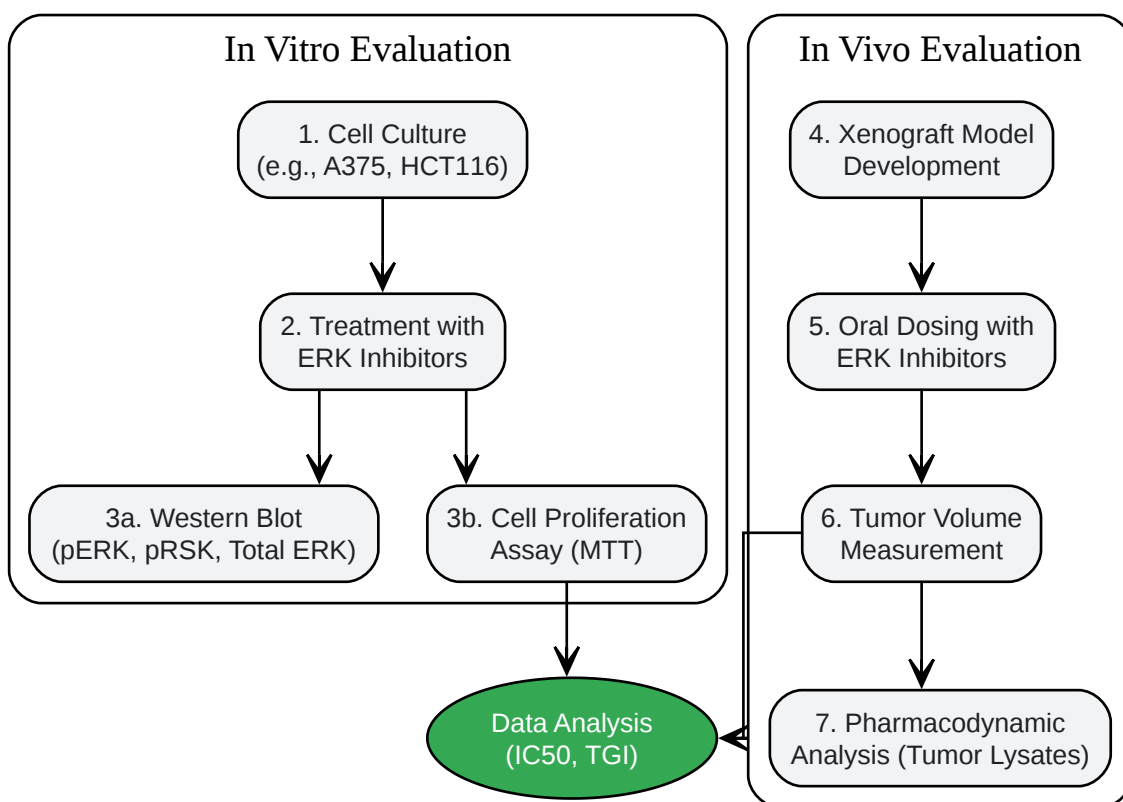 In Vitro Evaluation
1. Cell Culture
(e.g., A375, HCT116)
2. Treatment with
ERK Inhibitors
3a. Western Blot
(pERK, pRSK, Total ERK)
3b. Cell Proliferation
Assay (MTT)
Data Analysis
(IC50, TGI)
In Vivo Evaluation
4. Xenograft Model
Development
5. Oral Dosing with
ERK Inhibitors
6. Tumor Volume
Measurement
7. Pharmacodynamic
Analysis (Tumor Lysates)